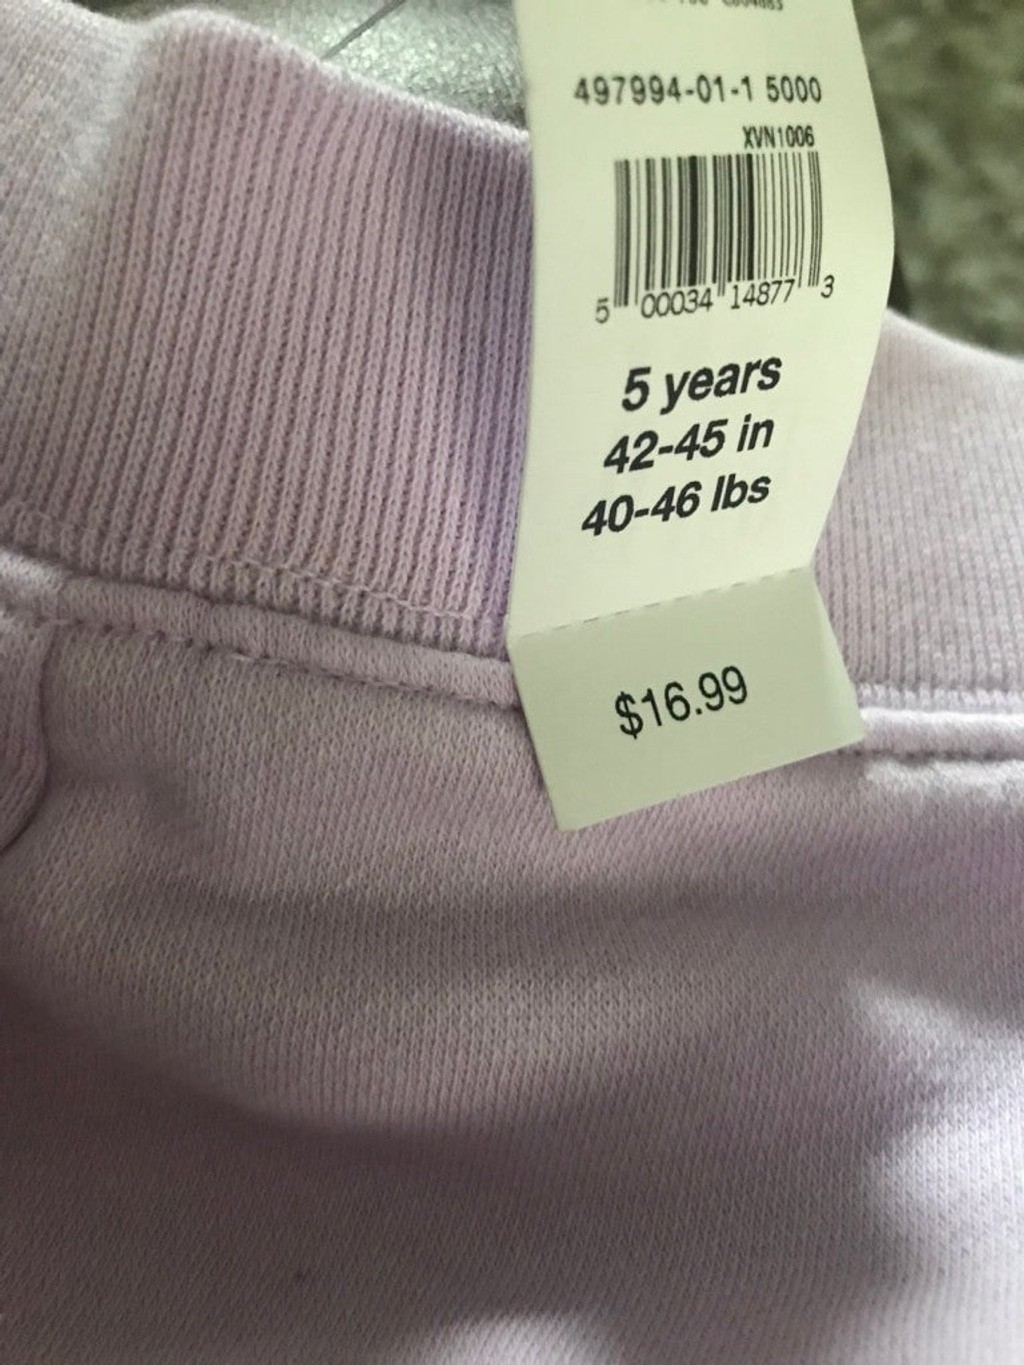 497994-01-1 5000
XVN1006
5 00034 14877 3
5 years
42-45 in
40-46 lbs
$16.99